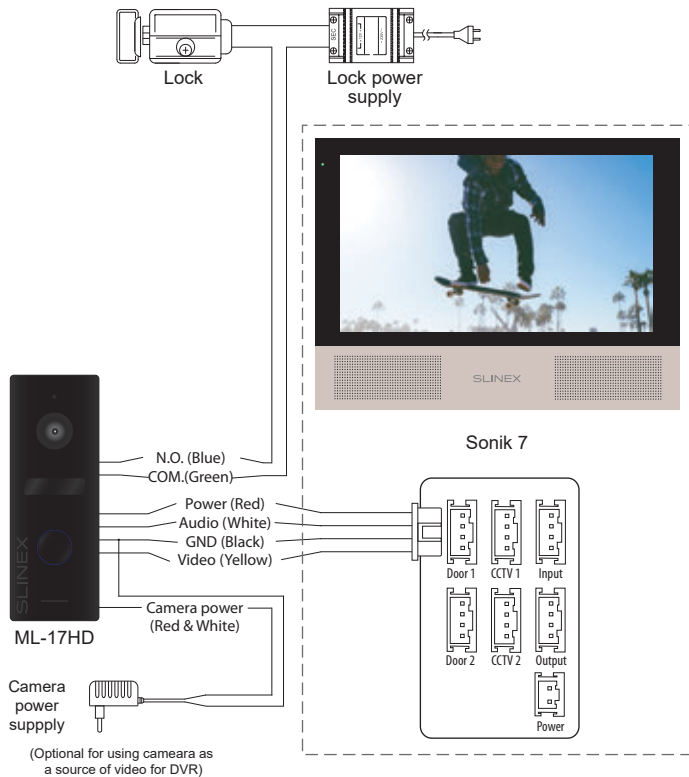 Lock
Lock power
supply
SEC
SLINEX
Sonik 7
N.O. (Blue)
COM.(Green)
Power (Red)
Audio (White)
GND (Black)
Video (Yellow)
Camera power
(Red & White)
SLINEX
ML-17HD
Camera
power
suppply
(Optional for using cameara as
a source of video for DVR)
Door 1
CCTV 1
Input
Door 2
CCTV 2
Output
Power